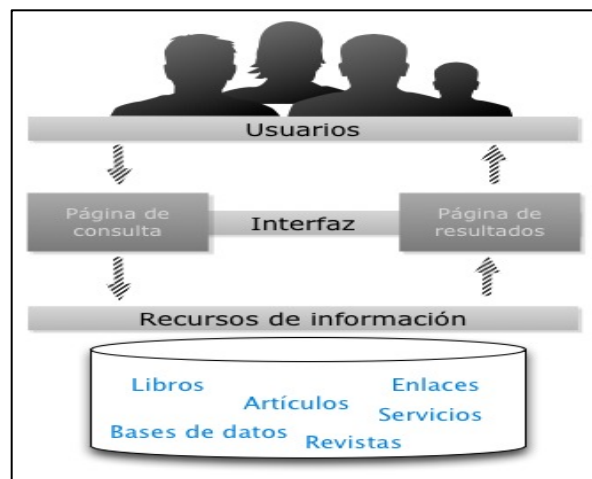 Usuarios
Página de
consulta
Interfaz
Página de
resultados
Recursos de información
Libros
Enlaces
Artículos
Servicios
Bases de datos
Revistas